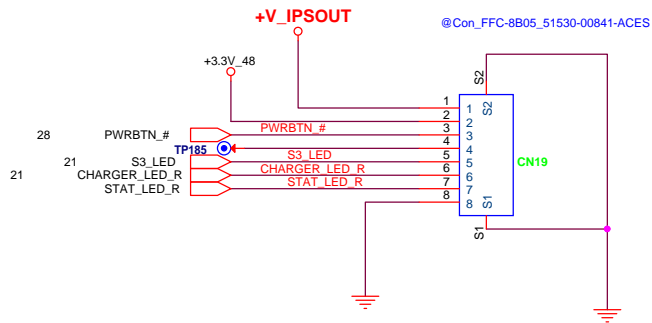 +V_IPSOUT
@Con_FFC-8B05_51530-00841-ACES
+3.3V_48
S2
1 1 S2
2 2
28 PWRBTN_# PWRBTN_# 3 3
TP185 4 4
21 S3_LED S3_LED 5 5 CN19
21 CHARGER_LED_R CHARGER_LED_R 6 6
STAT_LED_R STAT_LED_R 7 7
8 8 S1
S1